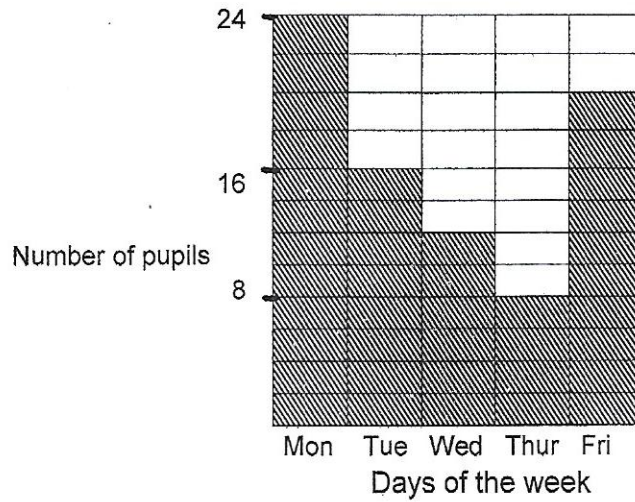 24
16
Number of pupils
8
Mon Tue Wed Thur Fri
Days of the week